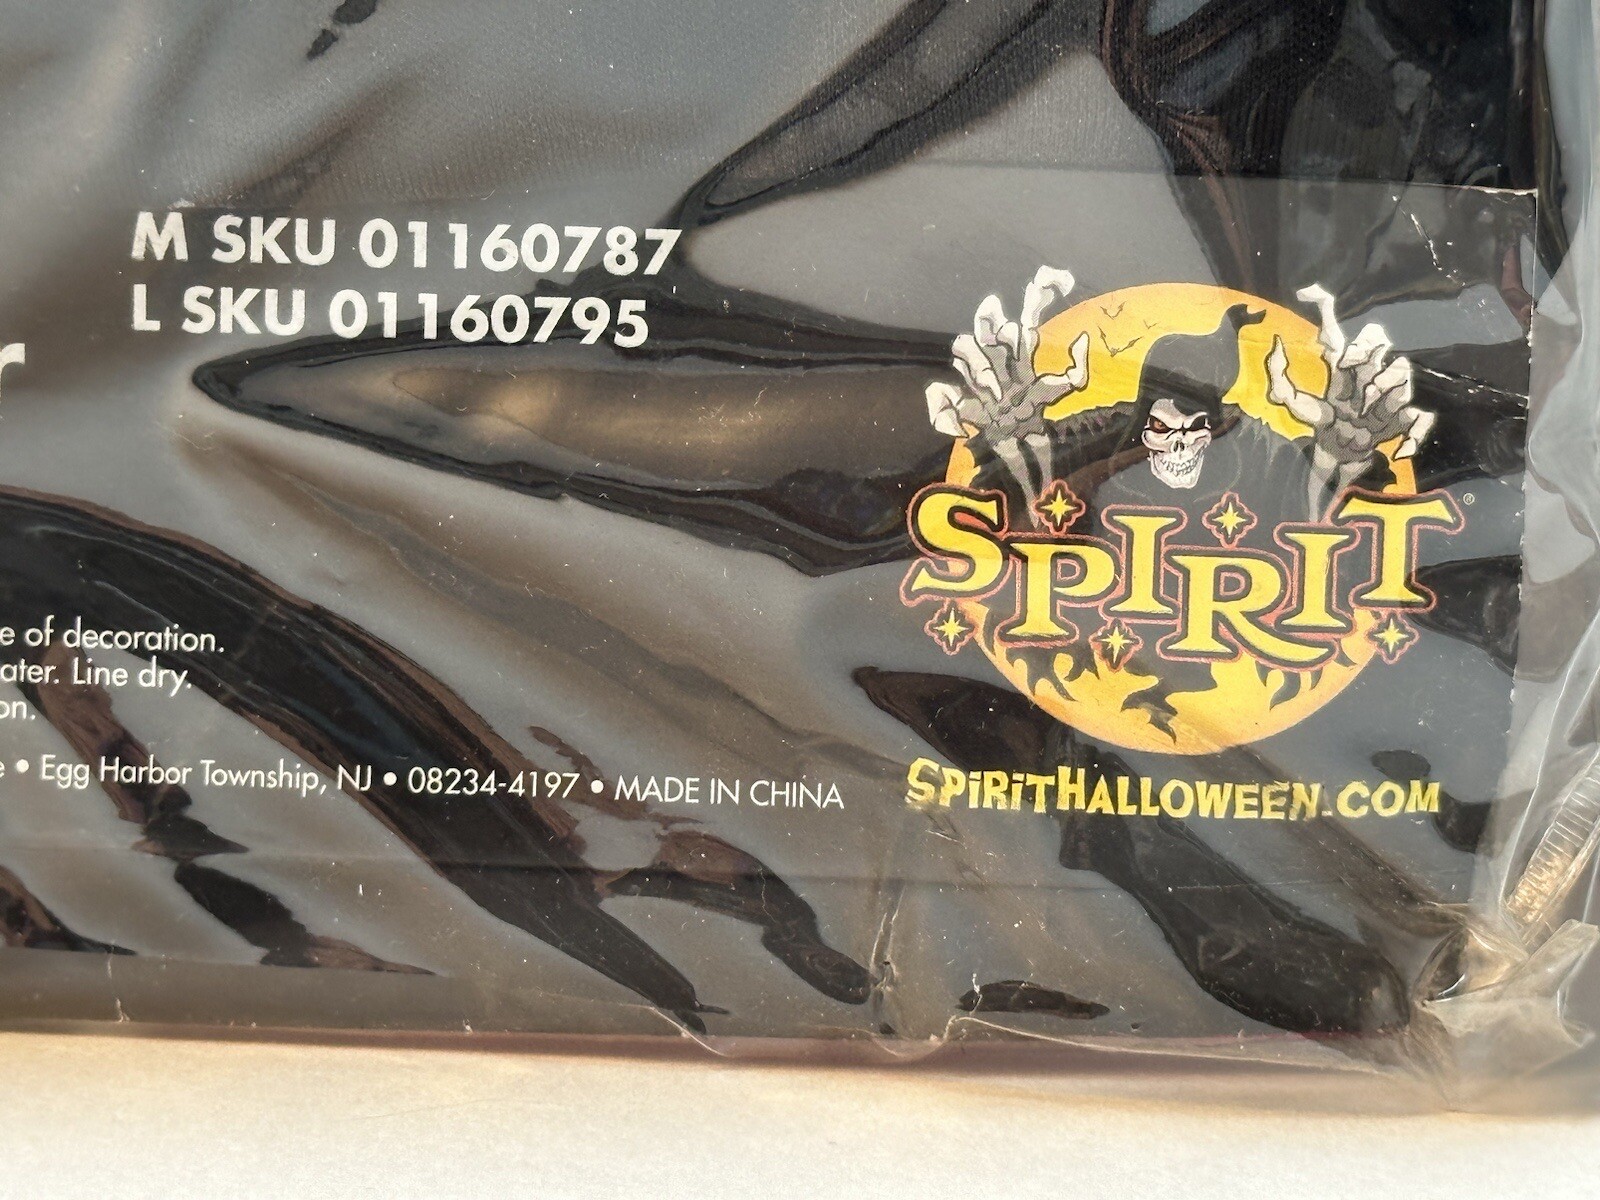 M SKU 01160787
L SKU 01160795
r
SPIRIT®
e of decoration.
ater. Line dry.
on.
e • Egg Harbor Township, NJ • 08234-4197 • MADE IN CHINA
SPIRITHALLOWEEN.COM